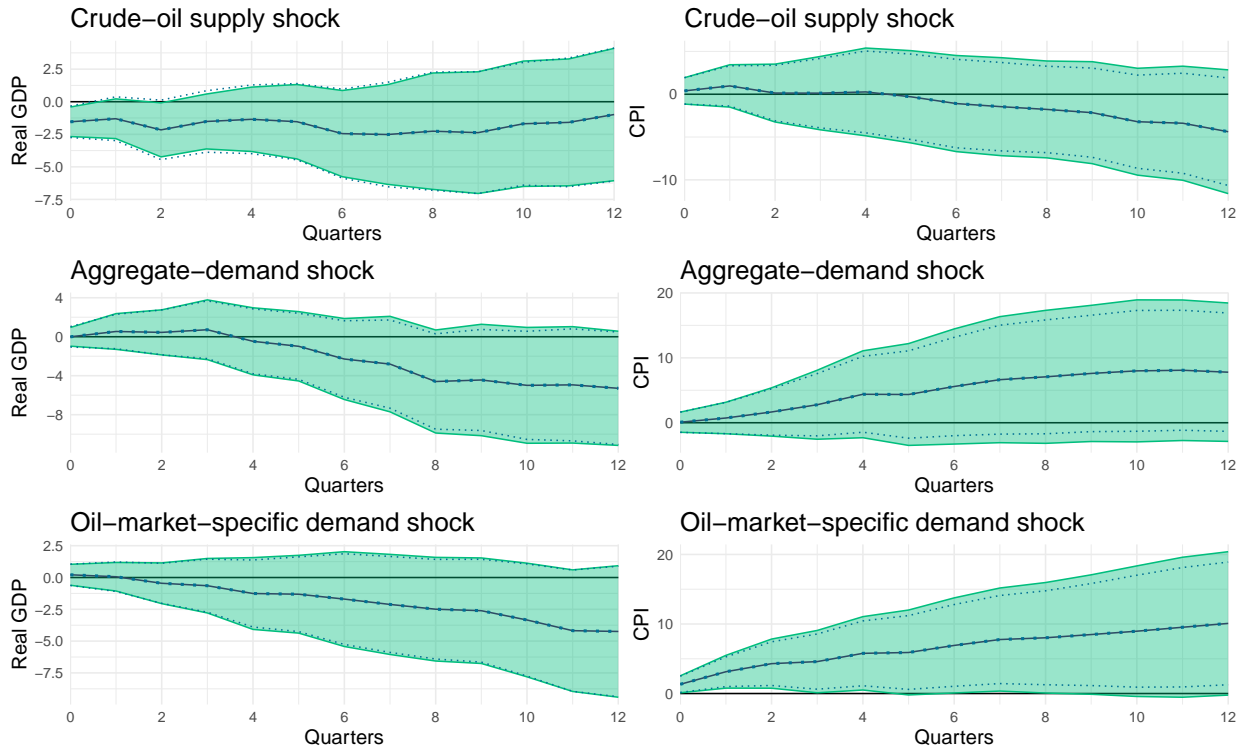 Crude−oil supply shock
Real GDP
2.5
0.0
−2.5
−5.0
−7.5
0 2 4 6 8 10 12
Quarters
Crude−oil supply shock
CPI
0
−10
0 2 4 6 8 10 12
Quarters
Aggregate−demand shock
Real GDP
4
0
−4
−8
0 2 4 6 8 10 12
Quarters
Aggregate−demand shock
CPI
20
10
0
0 2 4 6 8 10 12
Quarters
Oil−market−specific demand shock
Real GDP
2.5
0.0
−2.5
−5.0
−7.5
0 2 4 6 8 10 12
Quarters
Oil−market−specific demand shock
CPI
20
10
0
0 2 4 6 8 10 12
Quarters